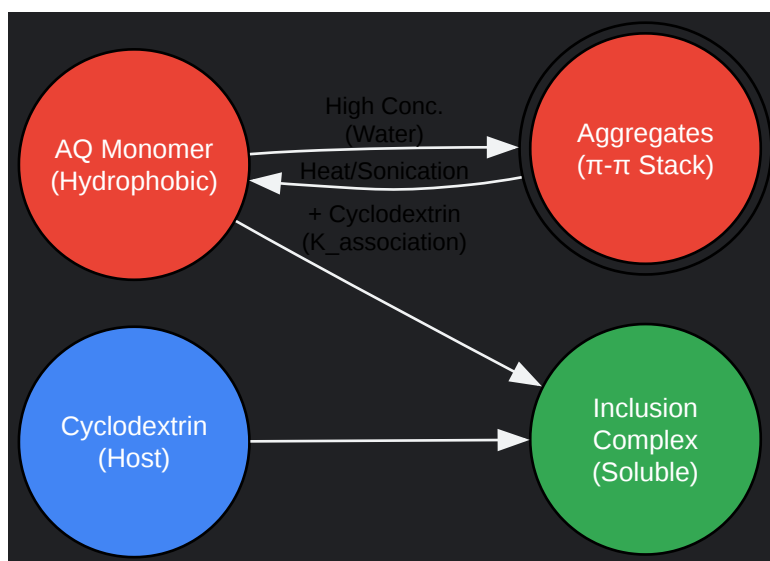 AQ Monomer
(Hydrophobic)
High Conc.
(Water)
Heat/Sonication
+ Cyclodextrin
(K_association)
Aggregates
(π-π Stack)
Cyclodextrin
(Host)
Inclusion
Complex
(Soluble)